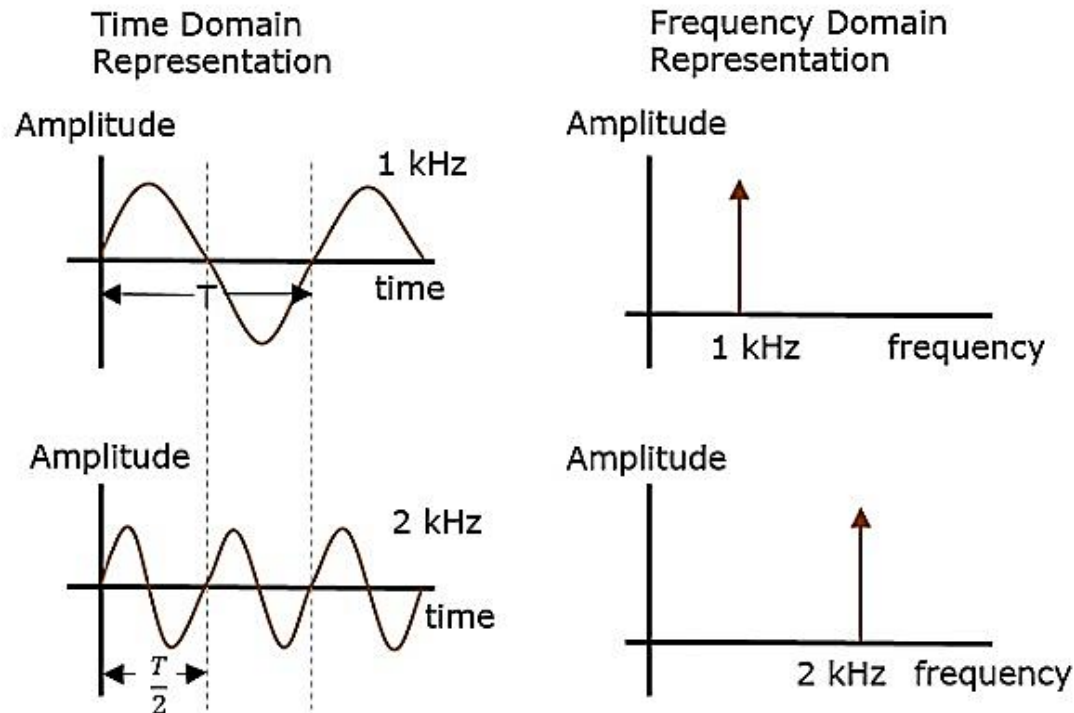 Time Domain
Representation
Amplitude
1 kHz
T
time
Amplitude
2 kHz
time
T
2
Frequency Domain
Representation
Amplitude
1 kHz
frequency
Amplitude
2 kHz
frequency